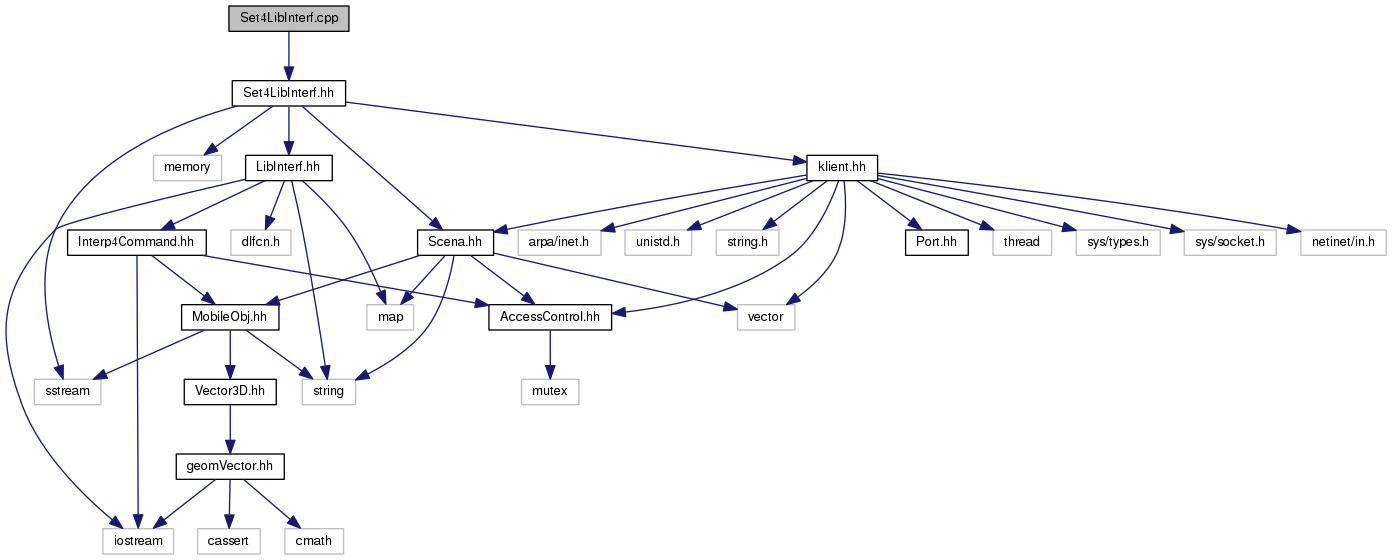 Set4LibInterf.cpp
Set4LibInterf.hh
memory
LibInterf.hh
klient.hh
Interp4Command.hh
dlfcn.h
Scena.hh
arpa/inet.h
unistd.h
string.h
Port.hh
thread
sys/types.h
sys/socket.h
netinet/in.h
MobileObj.hh
map
AccessControl.hh
vector
sstream
Vector3D.hh
string
mutex
geomVector.hh
iostream
cassert
cmath